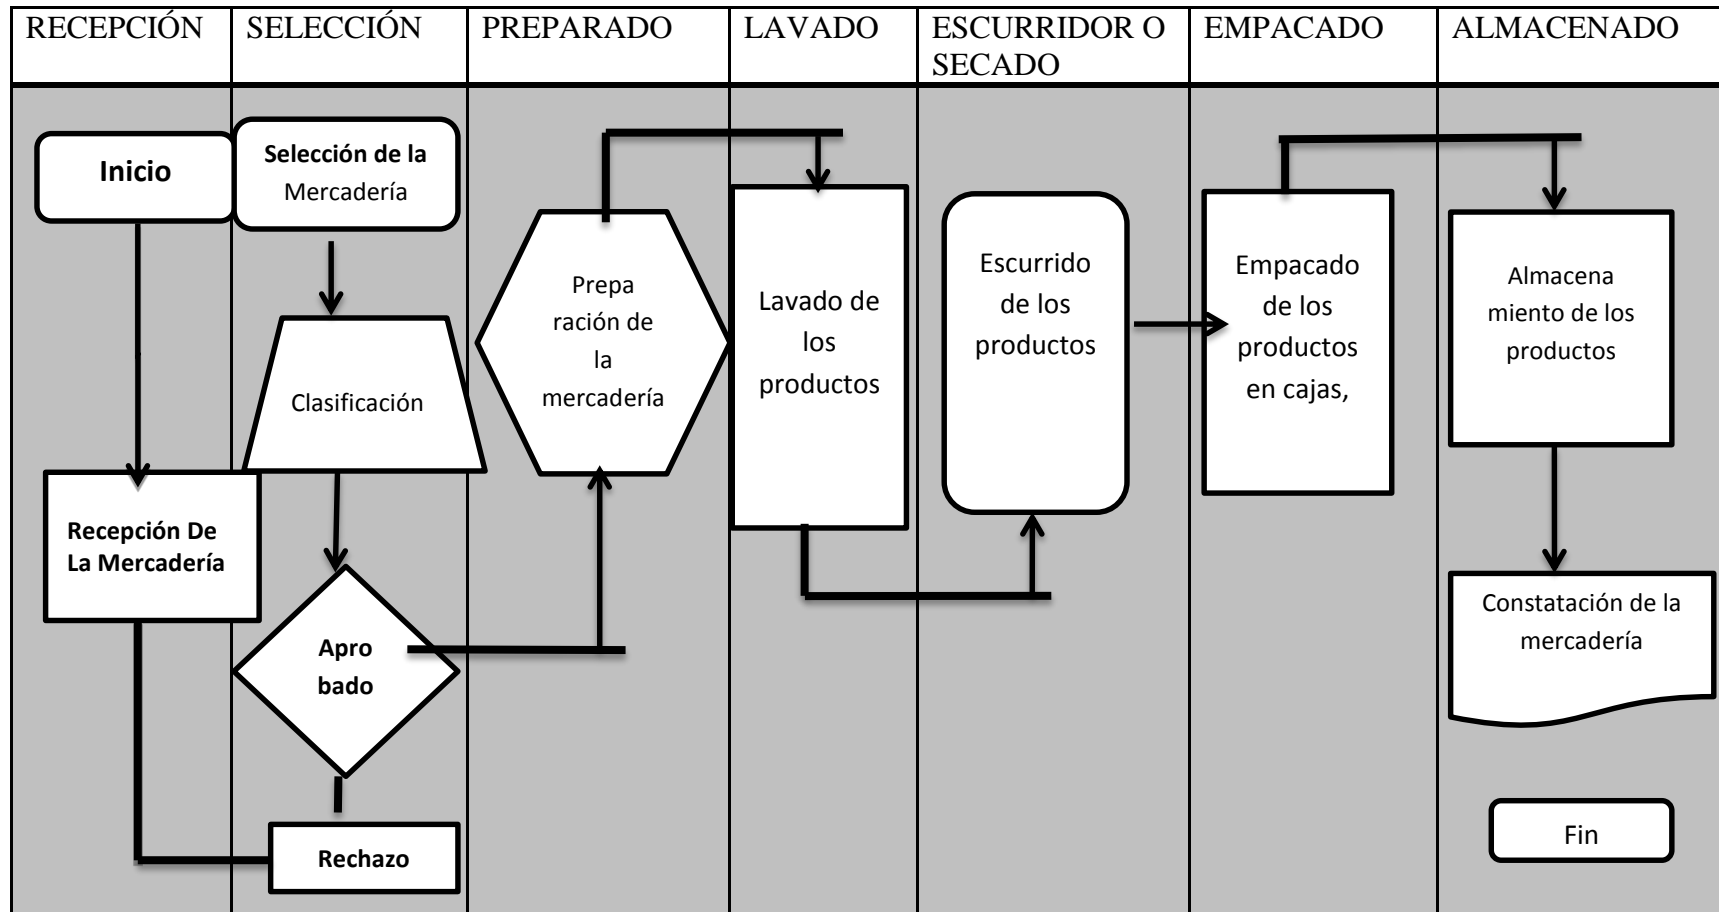 RECEPCIÓN
SELECCIÓN
PREPARADO
LAVADO
ESCURRIDOR O
SECADO
EMPACADO
ALMACENADO
Inicio
Recepción De
La Mercadería
Selección de la
Mercadería
Clasificación
Apro
bado
Rechazo
Prepa
ración de
la
mercadería
Lavado de
los
productos
Escurrido
de los
productos
Empacado
de los
productos
en cajas,
Almacena
miento de los
productos
Constatación de la
mercadería
Fin